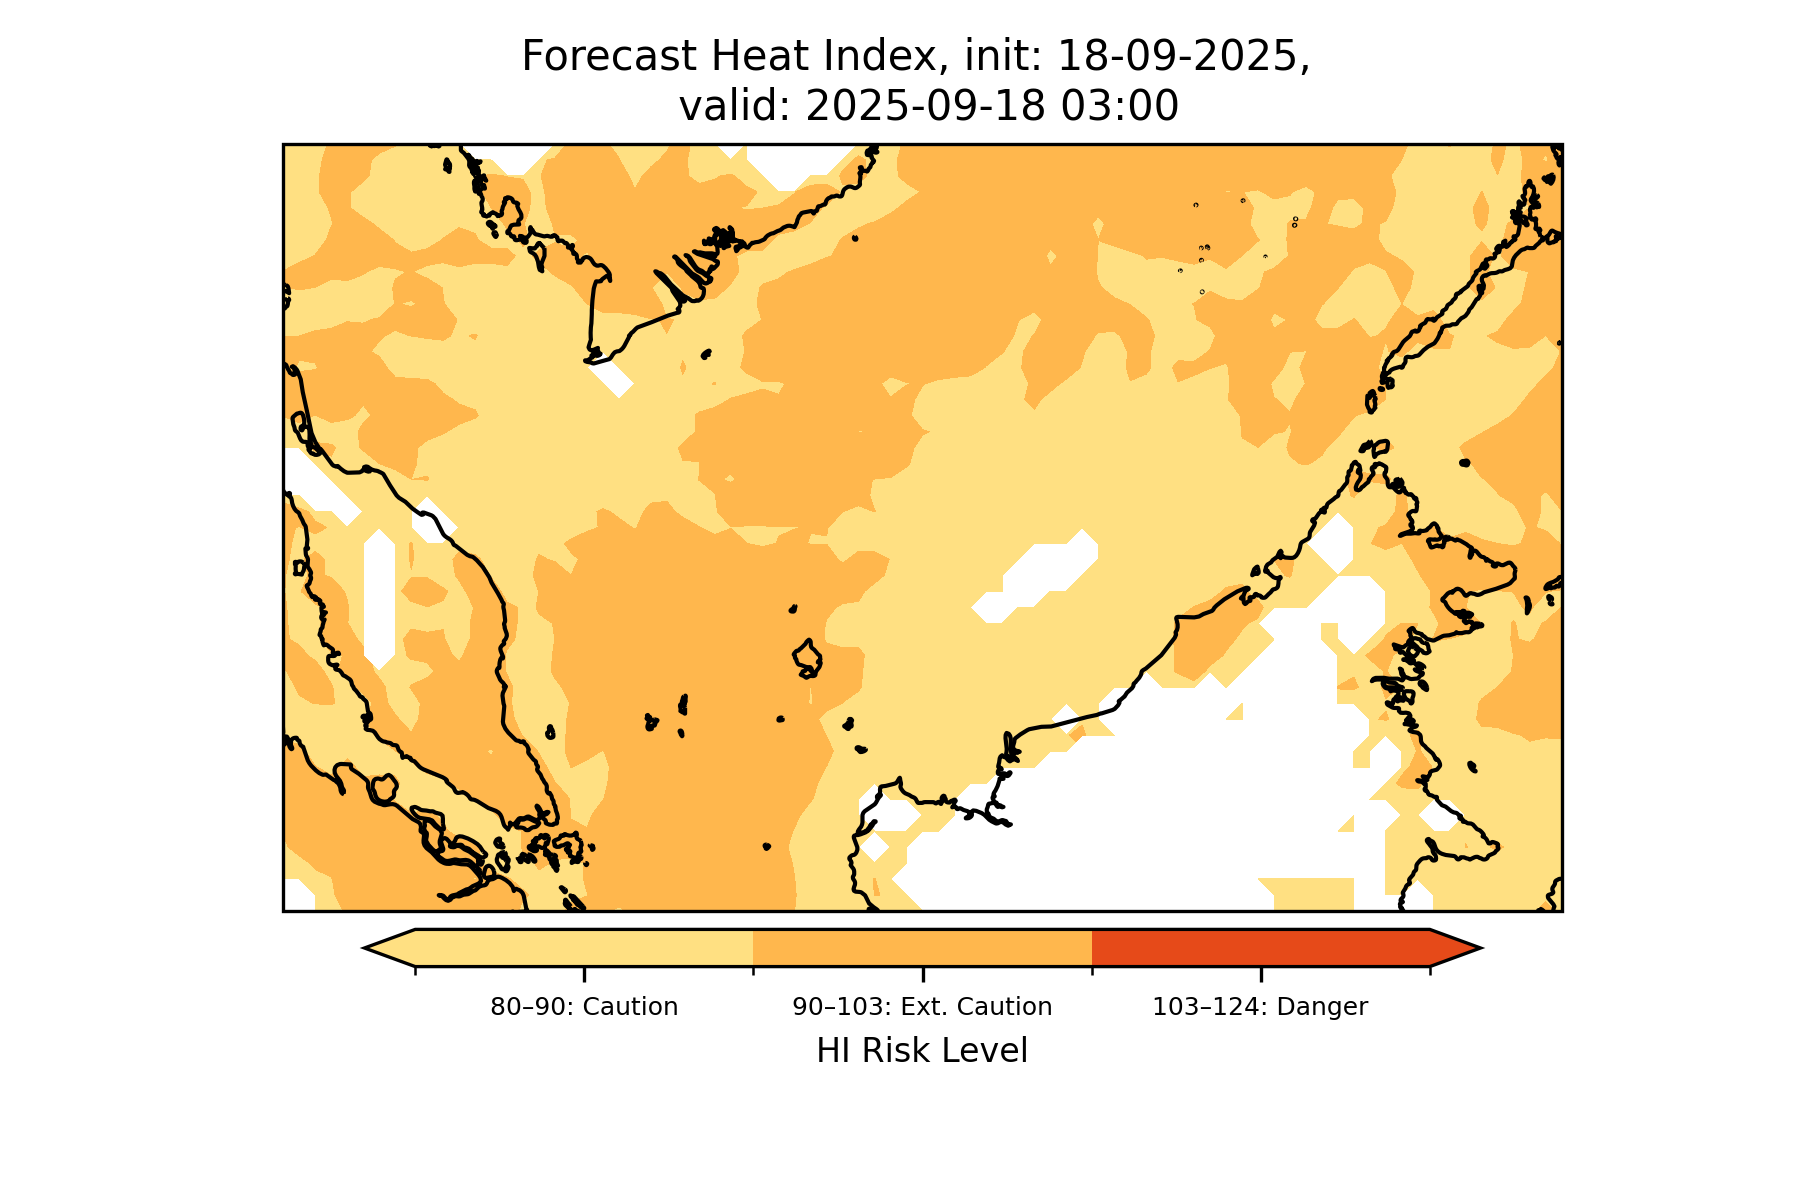 Forecast Heat Index, init: 18-09-2025,
valid: 2025-09-18 03:00
80–90: Caution
90–103: Ext. Caution
103–124: Danger
HI Risk Level